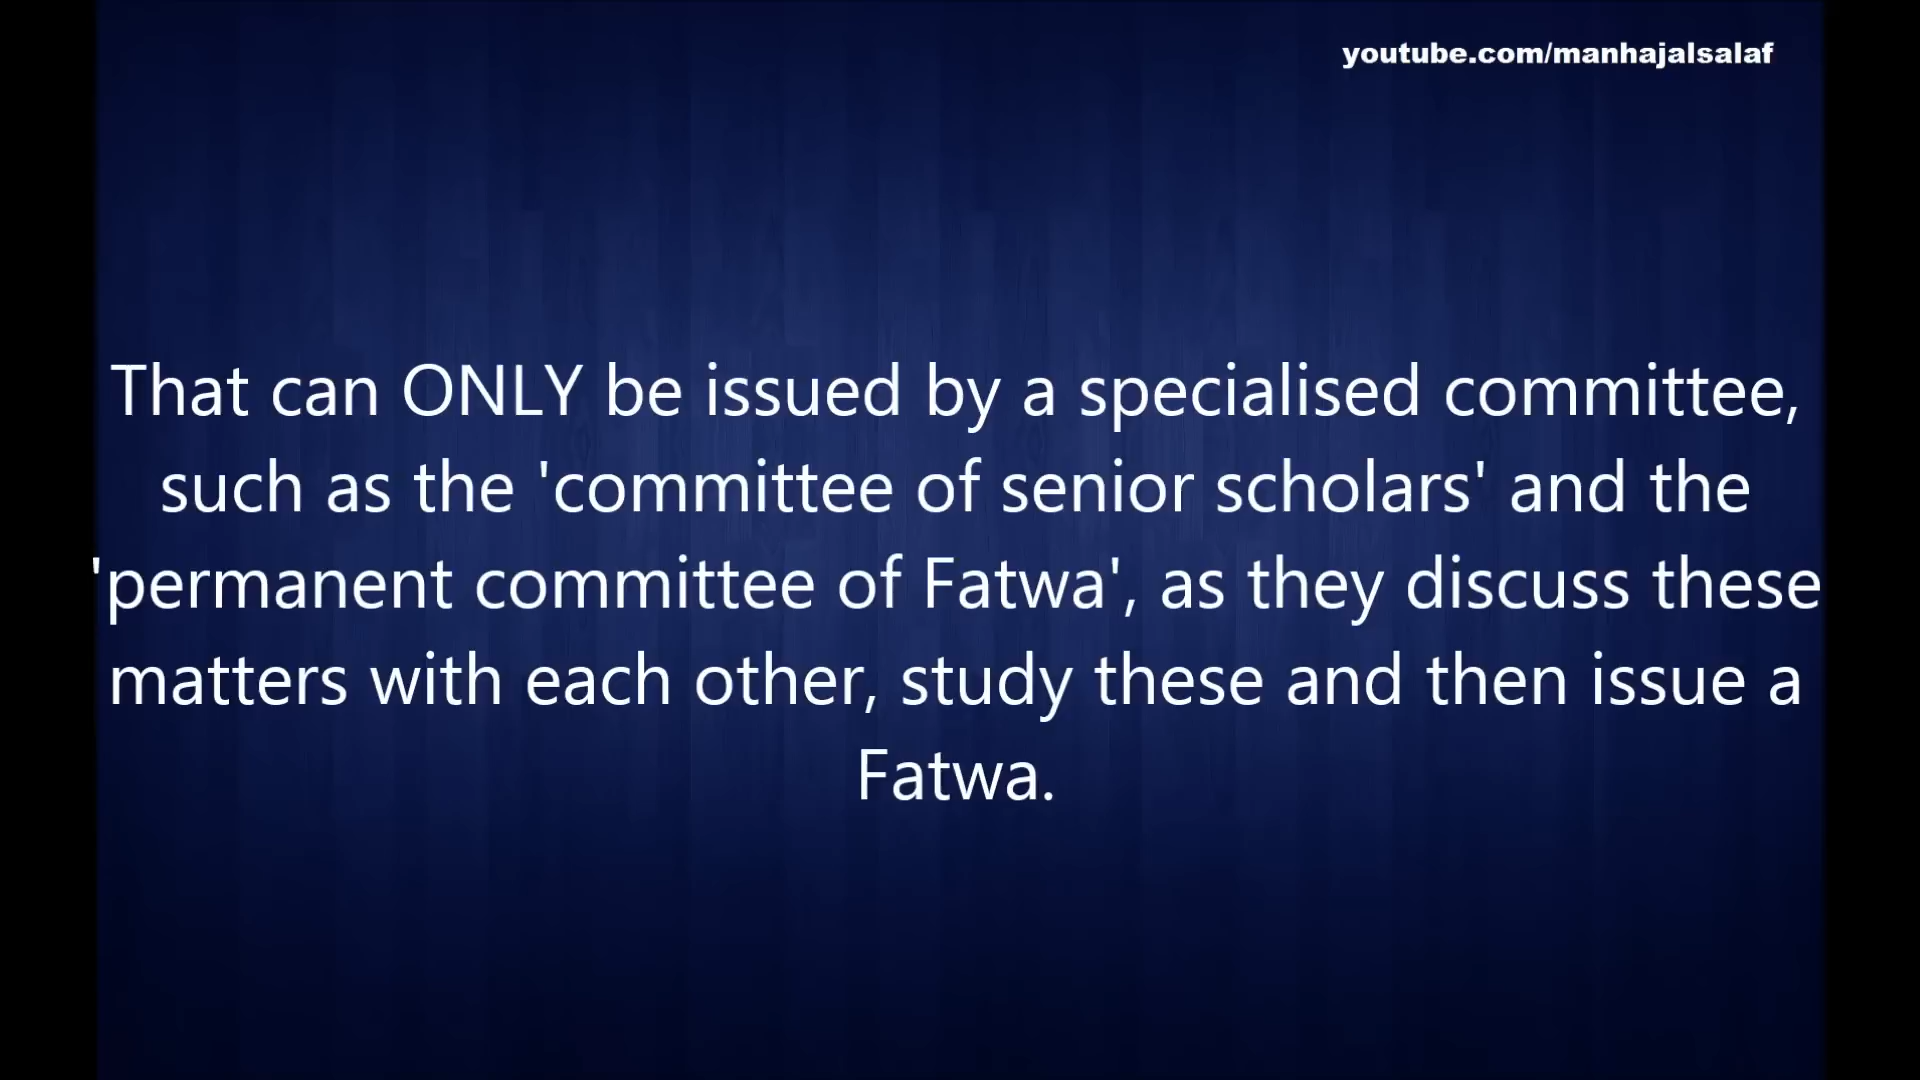 youtube.com/manhajalsalaf
That can ONLY be issued by a specialised committee,
such as the 'committee of senior scholars' and the
'permanent committee of Fatwa', as they discuss these
matters with each other, study these and then issue a
Fatwa.